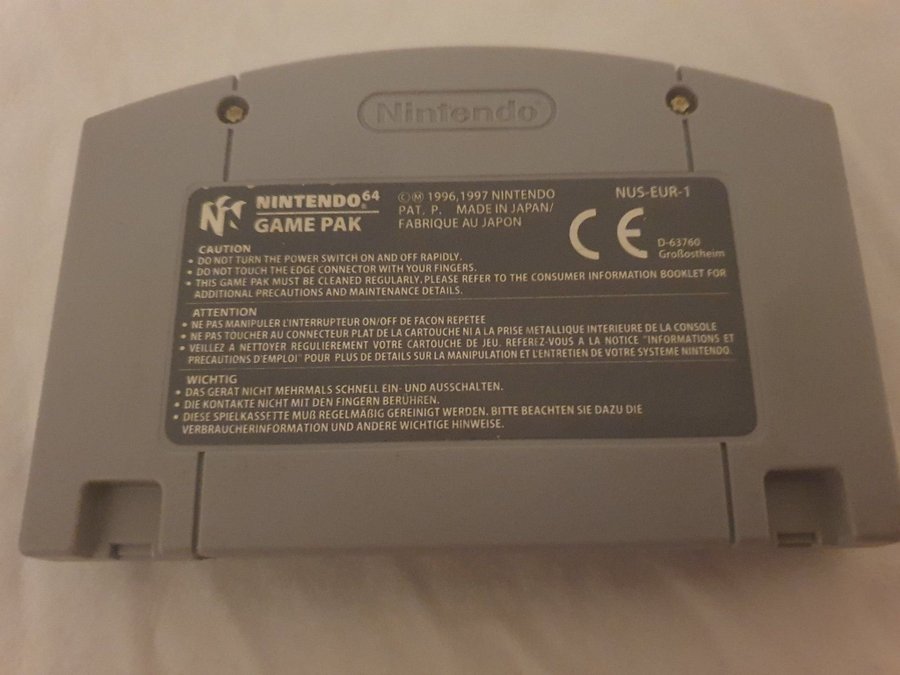 Nintendo®
NINTENDO64®
GAME PAK
©Ⓜ 1996,1997 NINTENDO
PAT. P. MADE IN JAPAN/
FABRIQUE AU JAPON
NUS-EUR-1
CE
D-63760
Großostheim
CAUTION
• DO NOT TURN THE POWER SWITCH ON AND OFF RAPIDLY.
• DO NOT TOUCH THE EDGE CONNECTOR WITH YOUR FINGERS.
• THIS GAME PAK MUST BE CLEANED REGULARLY. PLEASE REFER TO THE CONSUMER INFORMATION BOOKLET FOR
ADDITIONAL PRECAUTIONS AND MAINTENANCE DETAILS.
ATTENTION
• NE PAS MANIPULER L'INTERRUPTEUR ON/OFF DE FACON REPETEE
• NE PAS TOUCHER AU CONNECTEUR PLAT DE LA CARTOUCHE NI A LA PRISE METALLIQUE INTERIEURE DE LA CONSOLE
• VEILLEZ A NETTOYER REGULIEREMENT VOTRE CARTOUCHE DE JEU. REFEREZ-VOUS A LA NOTICE "INFORMATIONS ET
PRECAUTIONS D'EMPLOI" POUR PLUS DE DETAILS SUR LA MANIPULATION ET L'ENTRETIEN DE VOTRE SYSTEME NINTENDO.
WICHTIG
• DAS GERÄT NICHT MEHRMALS SCHNELL EIN- UND AUSSCHALTEN.
• DIE KONTAKTE NICHT MIT DEN FINGERN BERÜHREN.
• DIESE SPIELKASSETTE MUß REGELMÄßIG GEREINIGT WERDEN. BITTE BEACHTEN SIE DAZU DIE
VERBRAUCHERINFORMATION UND ANDERE WICHTIGE HINWEISE.